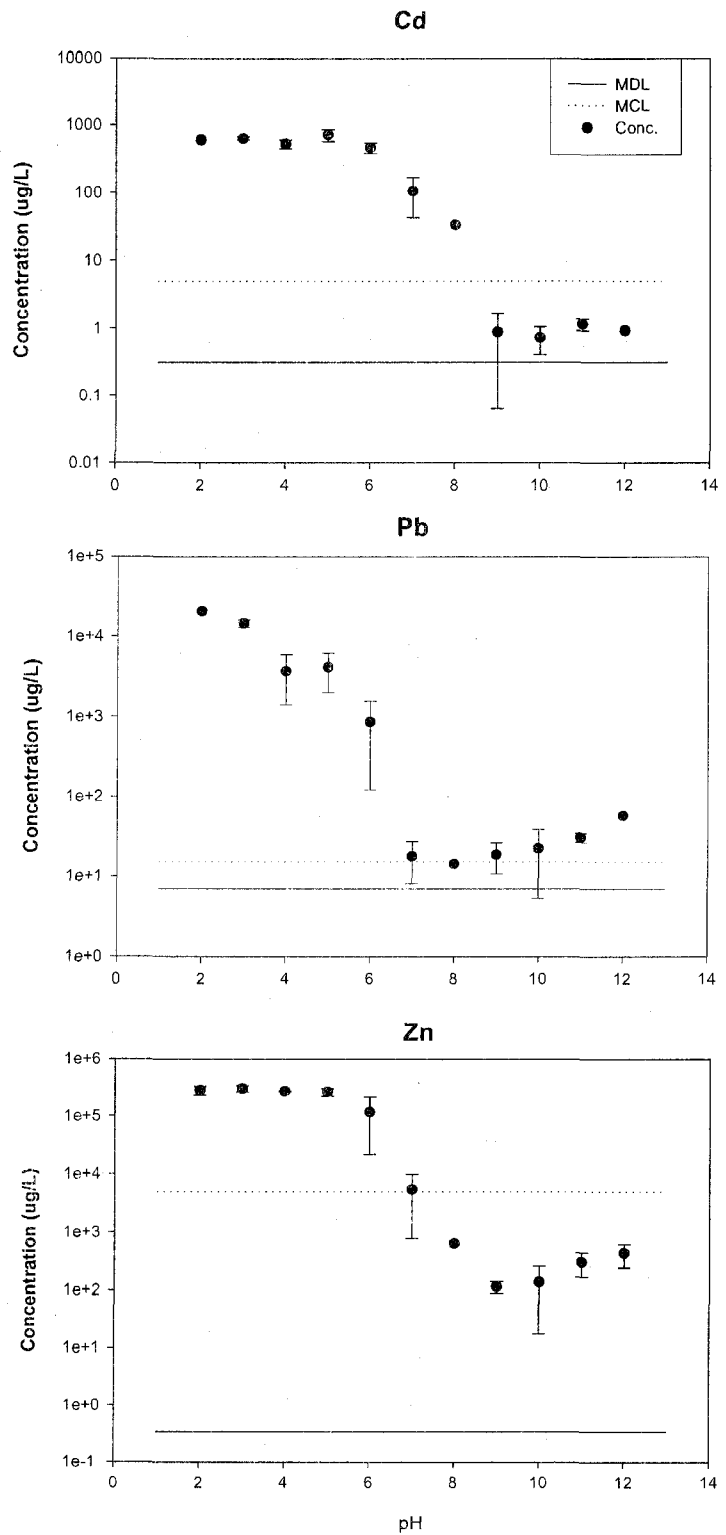 Cd
10000
1000
100
10
1
0.1
0.01
Concentration (ug/L)
MDL
MCL
Conc.
0 2 4 6 8 10 12 14
Pb
1e+5
1e+4
1e+3
1e+2
1e+1
1e+0
Concentration (ug/L)
0 2 4 6 8 10 12 14
Zn
1e+6
1e+5
1e+4
1e+3
1e+2
1e+1
1e+0
1e-1
Concentration (ug/L)
0 2 4 6 8 10 12 14
pH